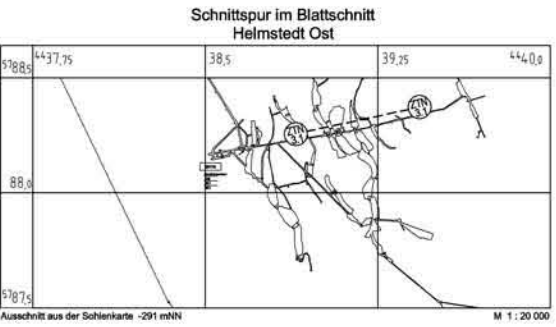 Schnittspur im Blattschnitt
Helmstedt Ost
4437,75 38,5 39,25 4440,0
5788,5
88,0
5787,5
Ausschnitt aus der Sohlenkarte -291 mNN M 1 : 20 000